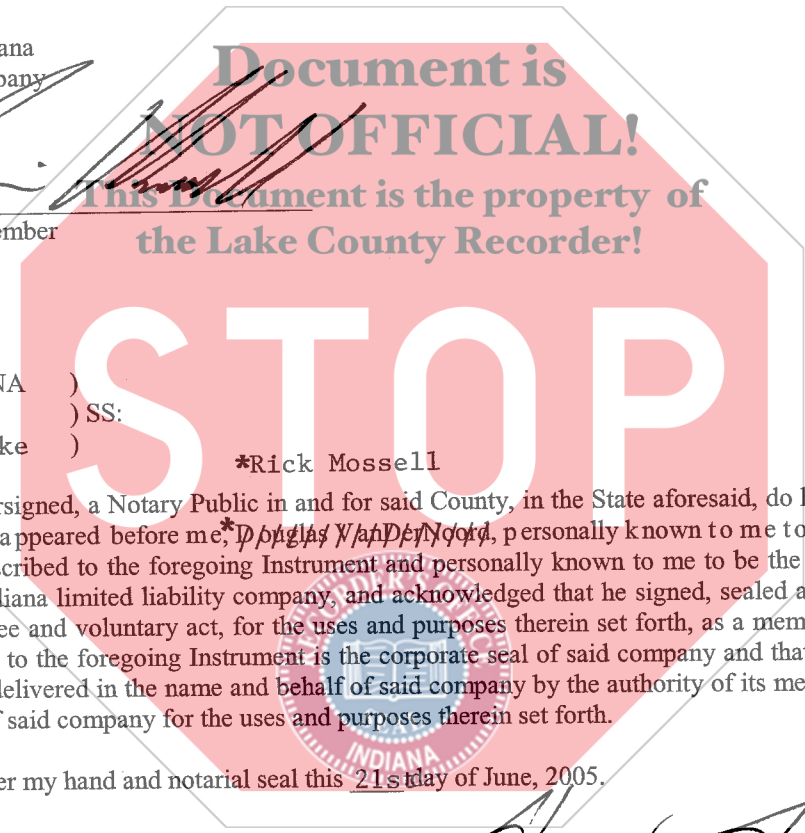 Document is
NOT OFFICIAL!
This Document is the property of
the Lake County Recorder!
STOP
iana
pany
ember
NA )
) SS:
ke )
*Rick Mossell
rsigned, a Notary Public in and for said County, in the State aforesaid, do
appeared before me,* Douglas VanDerNoord, personally known to me to
cribed to the foregoing Instrument and personally known to me to be the
diana limited liability company, and acknowledged that he signed, sealed a
ee and voluntary act, for the uses and purposes therein set forth, as a mem
to the foregoing Instrument is the corporate seal of said company and that
delivered in the name and behalf of said company by the authority of its me
said company for the uses and purposes therein set forth.
SEAL
INDIANA
er my hand and notarial seal this 21st day of June, 2005.